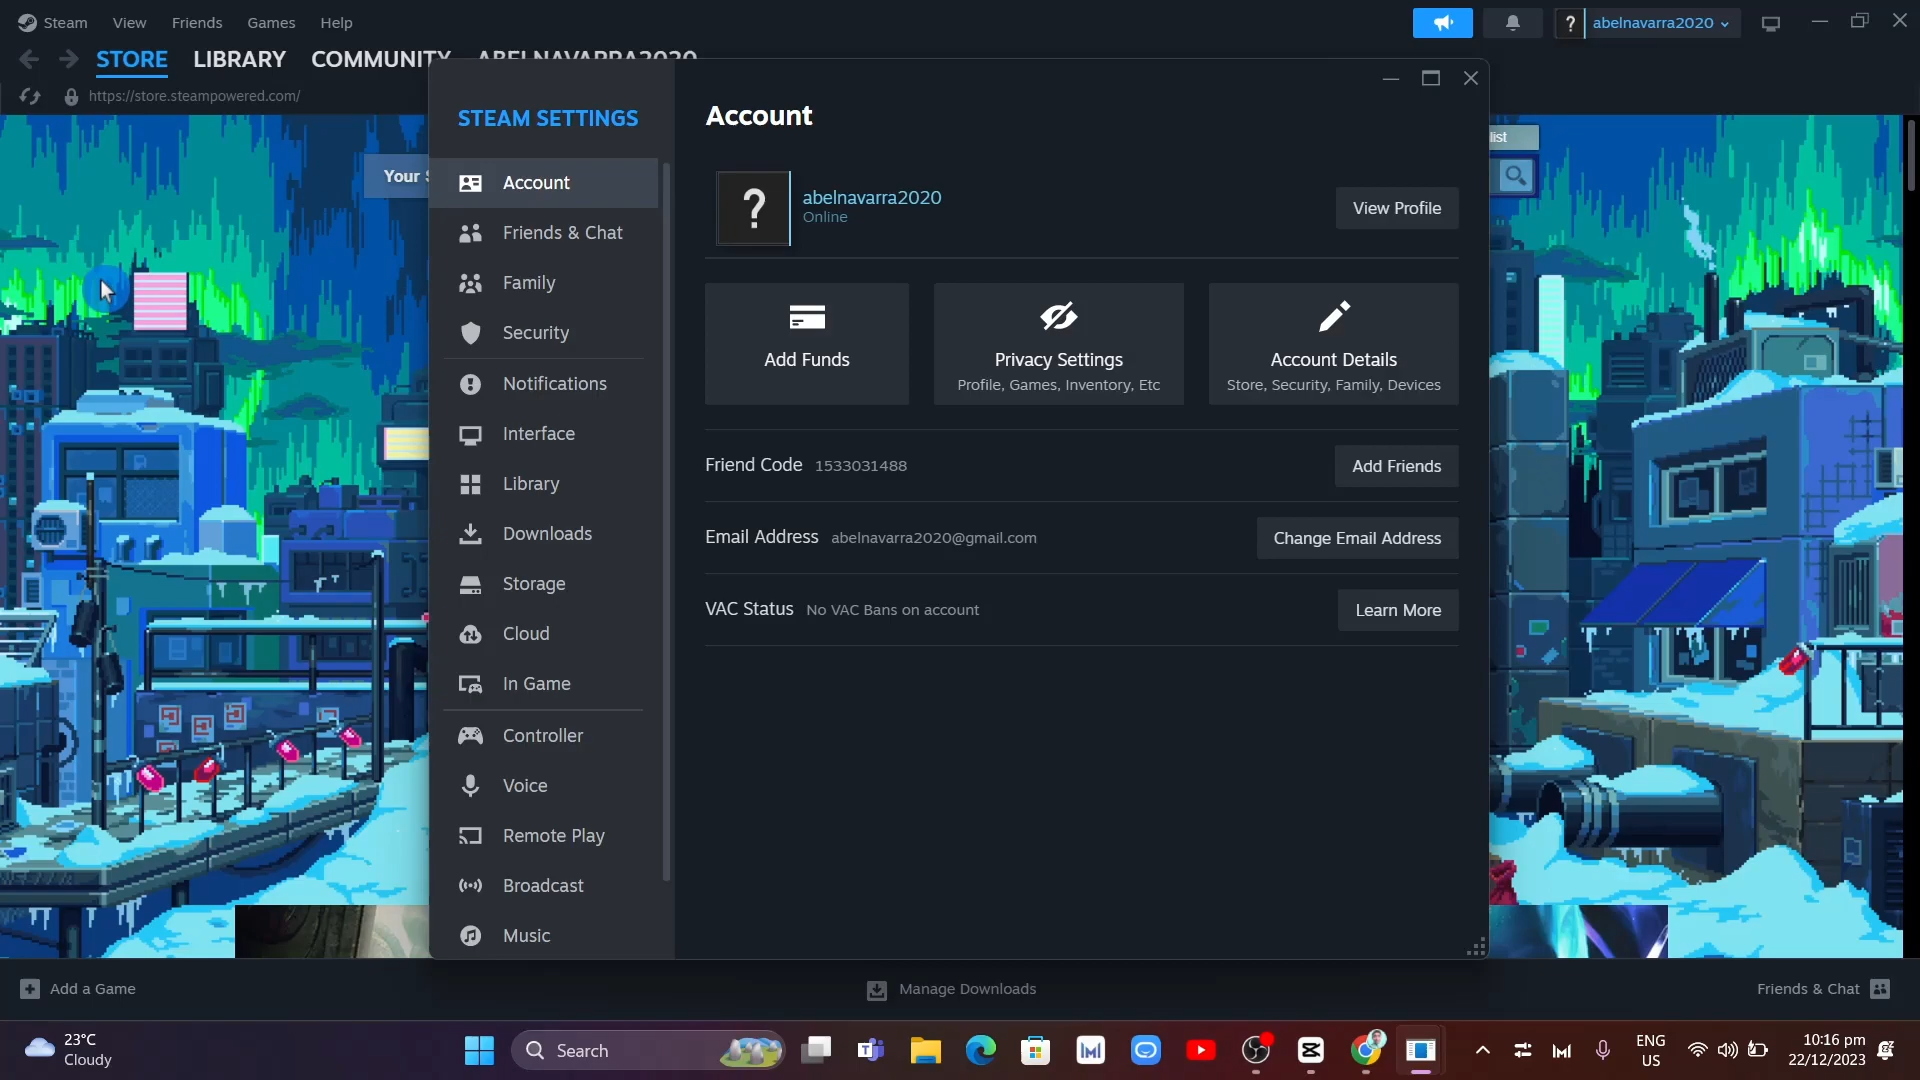 Steam View Friends Games Help
abelnavarra2020
STORE LIBRARY COMMUNITY ABELNAVARRA2020
https://store.steampowered.com/
STEAM SETTINGS
Account
Friends & Chat
Family
Security
Notifications
Interface
Library
Downloads
Storage
Cloud
In Game
Controller
Voice
Remote Play
Broadcast
Music
Account
abelnavarra2020
Online
View Profile
Add Funds
Privacy Settings
Profile, Games, Inventory, Etc
Account Details
Store, Security, Family, Devices
Friend Code 1533031488
Add Friends
Email Address abelnavarra2020@gmail.com
Change Email Address
VAC Status No VAC Bans on account
Learn More
Your
list
Add a Game
Manage Downloads
Friends & Chat
23°C
Cloudy
Search
ENG
US
10:16 pm
22/12/2023